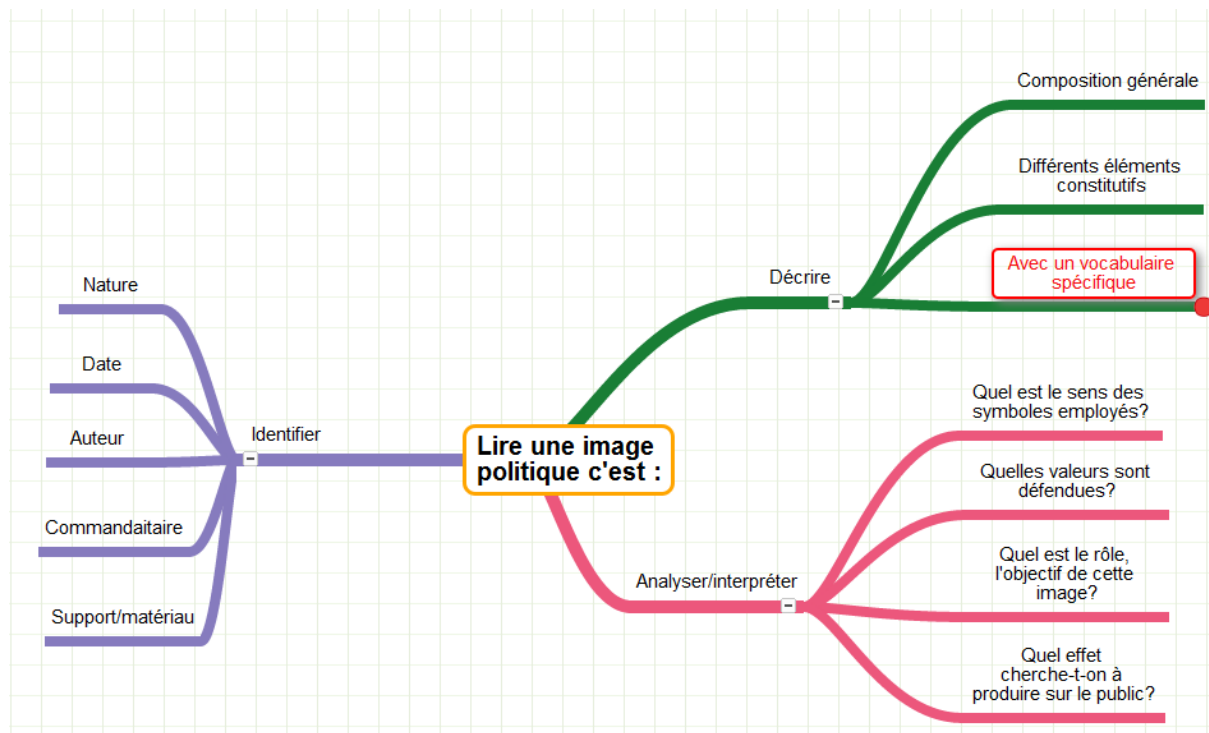 Lire une image
politique c'est :
Identifier
Nature
Date
Auteur
Commandaitaire
Support/matériau
Décrire
Composition générale
Différents éléments
constitutifs
Avec un vocabulaire
spécifique
Analyser/interpréter
Quel est le sens des
symboles employés?
Quelles valeurs sont
défendues?
Quel est le rôle,
l'objectif de cette
image?
Quel effet
cherche-t-on à
produire sur le public?